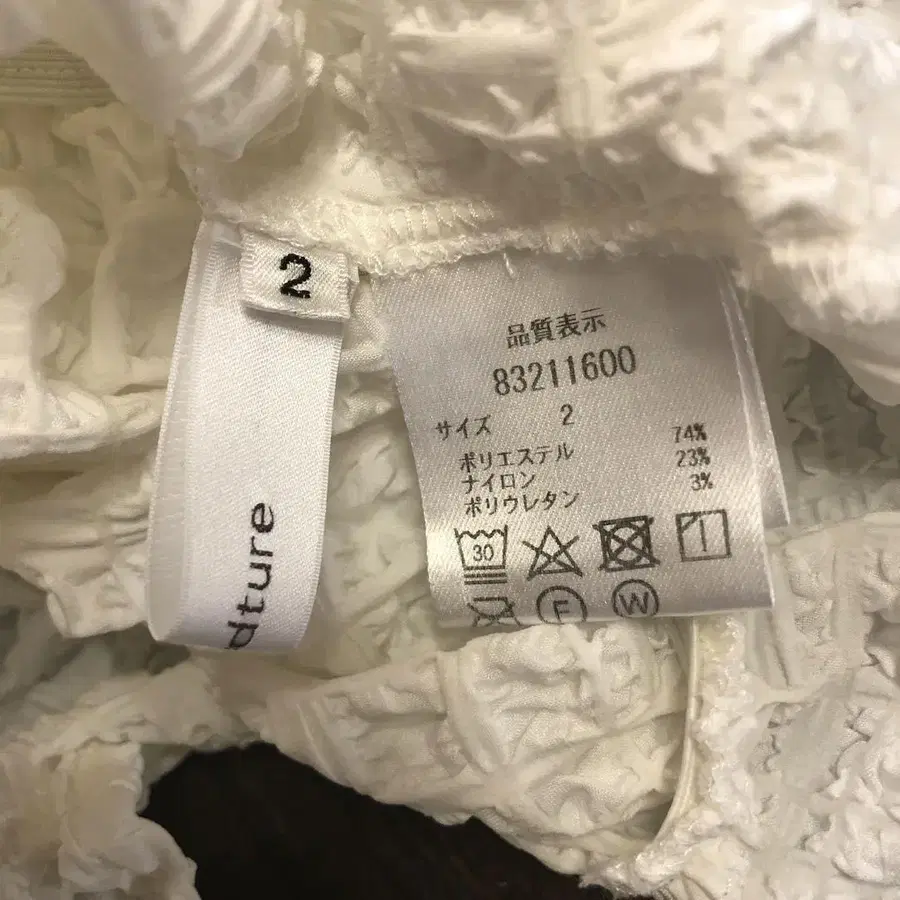 2
dture
品質表示
83211600
サイズ 2
ポリエステル 74%
ナイロン 23%
ポリウレタン 3%
30
F W